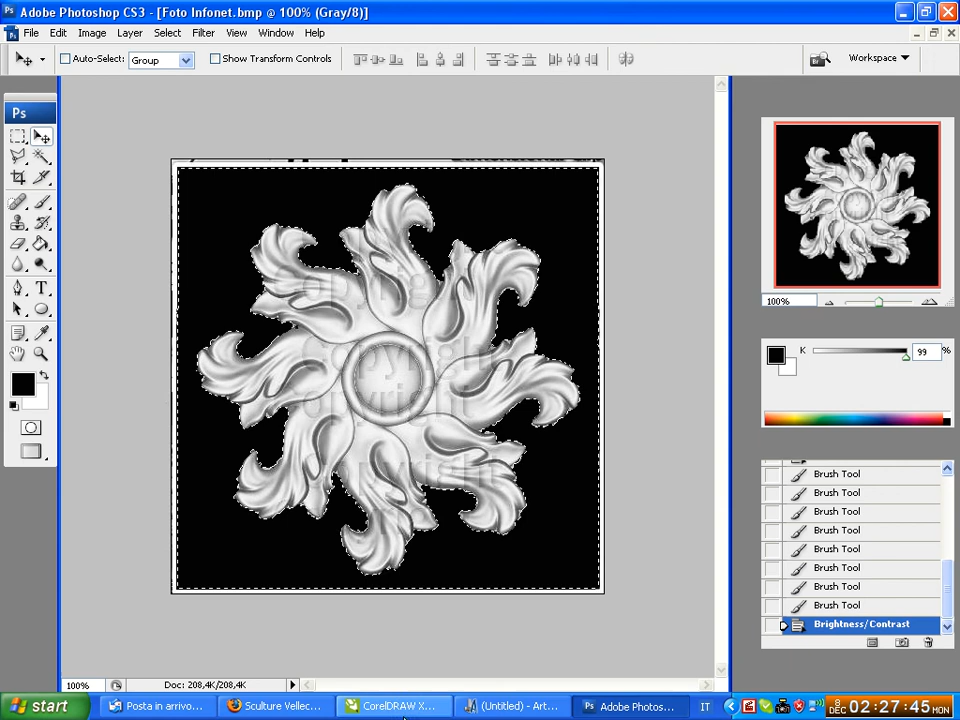 Adobe Photoshop CS3 - [Foto Infonet.bmp @ 100% (Gray/8)]
File Edit Image Layer Select Filter View Window Help
Auto-Select: Group Show Transform Controls Workspace
Ps
100%
K 99 %
Copyright
Brush Tool
Brush Tool
Brush Tool
Brush Tool
Brush Tool
Brush Tool
Brush Tool
Brush Tool
Brightness/Contrast
100% Doc: 208,4K/208,4K
start Posta in arrivo... Sculture Vellec... CorelDRAW X... (Untitled) - Art... Adobe Photos... IT 8 DEC 02:27:45 MON